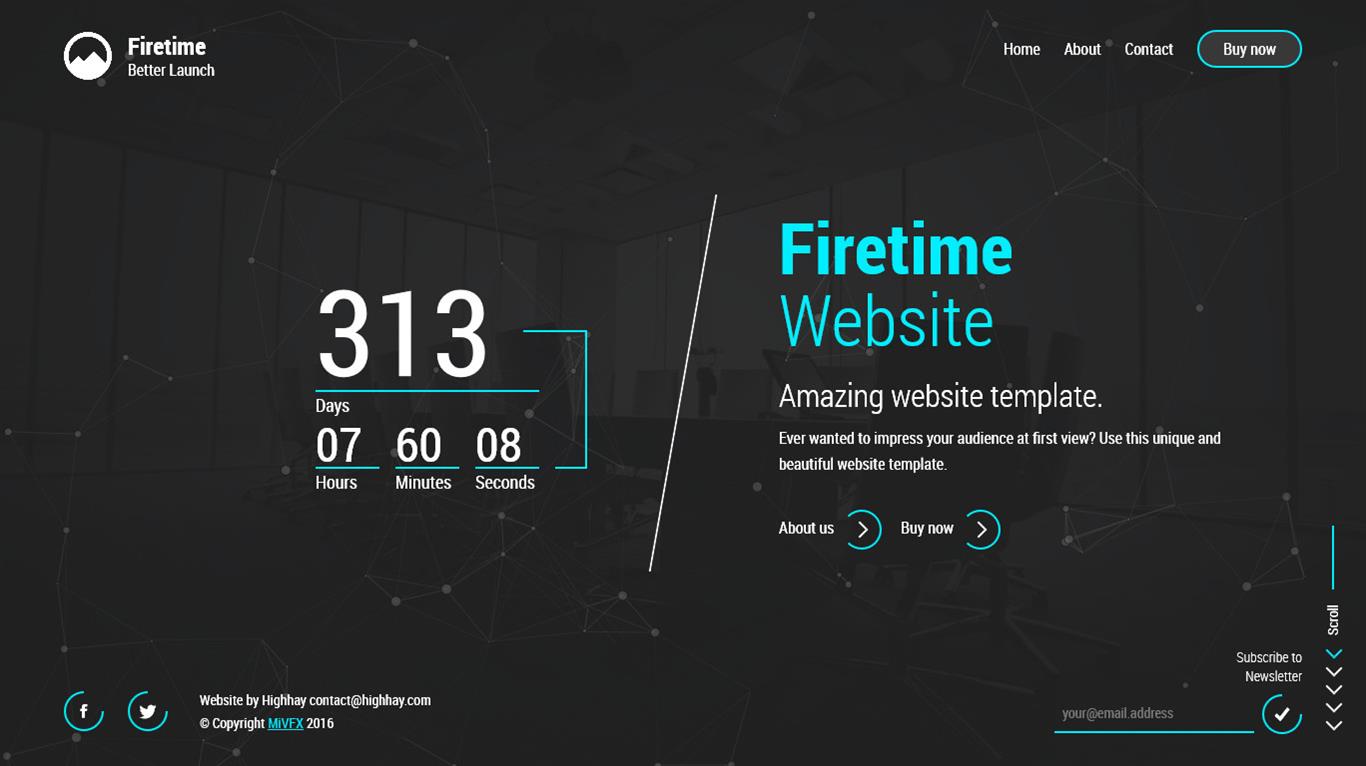 Firetime
Better Launch
Home About Contact Buy now
313
Days
07 60 08
Hours Minutes Seconds
Firetime
Website
Amazing website template.
Ever wanted to impress your audience at first view? Use this unique and
beautiful website template.
About us Buy now
Scroll
Subscribe to
Newsletter
your@email.address
Website by Highhay contact@highhay.com
© Copyright MiVFX 2016